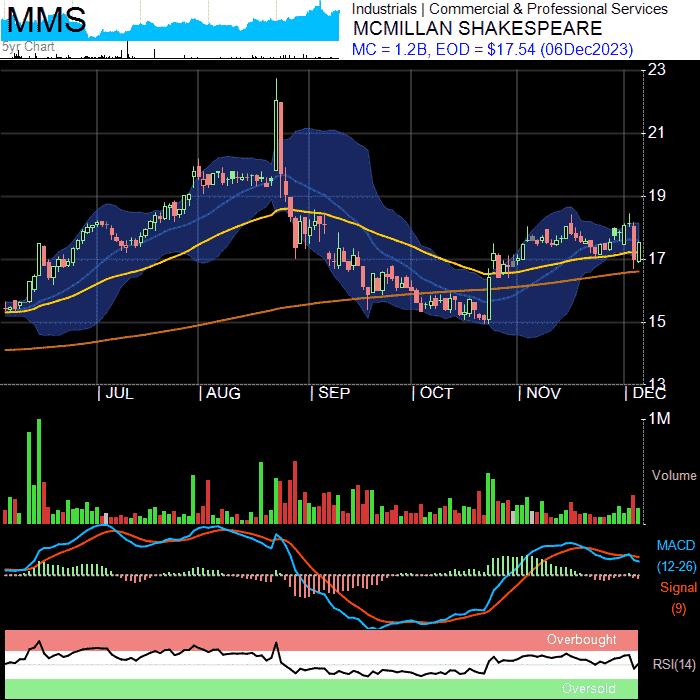 MMS
5yr Chart
Industrials | Commercial & Professional Services
MCMILLAN SHAKESPEARE
MC = 1.2B, EOD = $17.54 (06Dec2023)
23
21
19
17
15
13
JUL
AUG
SEP
OCT
NOV
DEC
1M
Volume
MACD
(12-26)
Signal
(9)
Overbought
RSI(14)
Oversold